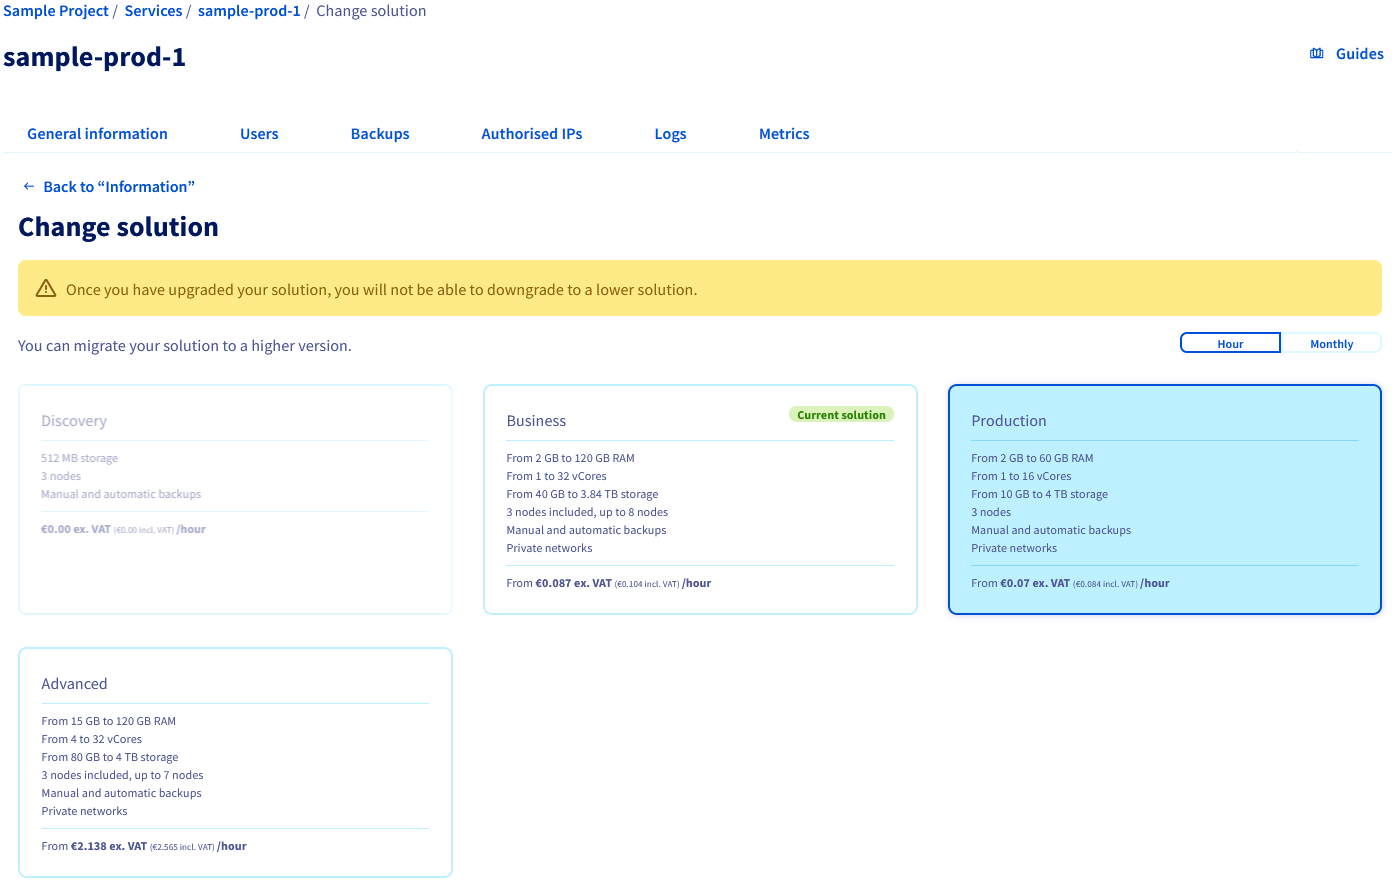 Sample Project / Services / sample-prod-1 / Change solution
sample-prod-1
Guides
General information Users Backups Authorised IPs Logs Metrics
← Back to “Information”
Change solution
Once you have upgraded your solution, you will not be able to downgrade to a lower solution.
You can migrate your solution to a higher version.
Hour Monthly
Discovery
512 MB storage
3 nodes
Manual and automatic backups
€0.00 ex. VAT (€0.00 incl. VAT) /hour
Business
Current solution
From 2 GB to 120 GB RAM
From 1 to 32 vCores
From 40 GB to 3.84 TB storage
3 nodes included, up to 8 nodes
Manual and automatic backups
Private networks
From €0.087 ex. VAT (€0.104 incl. VAT) /hour
Production
From 2 GB to 60 GB RAM
From 1 to 16 vCores
From 10 GB to 4 TB storage
3 nodes
Manual and automatic backups
Private networks
From €0.07 ex. VAT (€0.084 incl. VAT) /hour
Advanced
From 15 GB to 120 GB RAM
From 4 to 32 vCores
From 80 GB to 4 TB storage
3 nodes included, up to 7 nodes
Manual and automatic backups
Private networks
From €2.138 ex. VAT (€2.565 incl. VAT) /hour